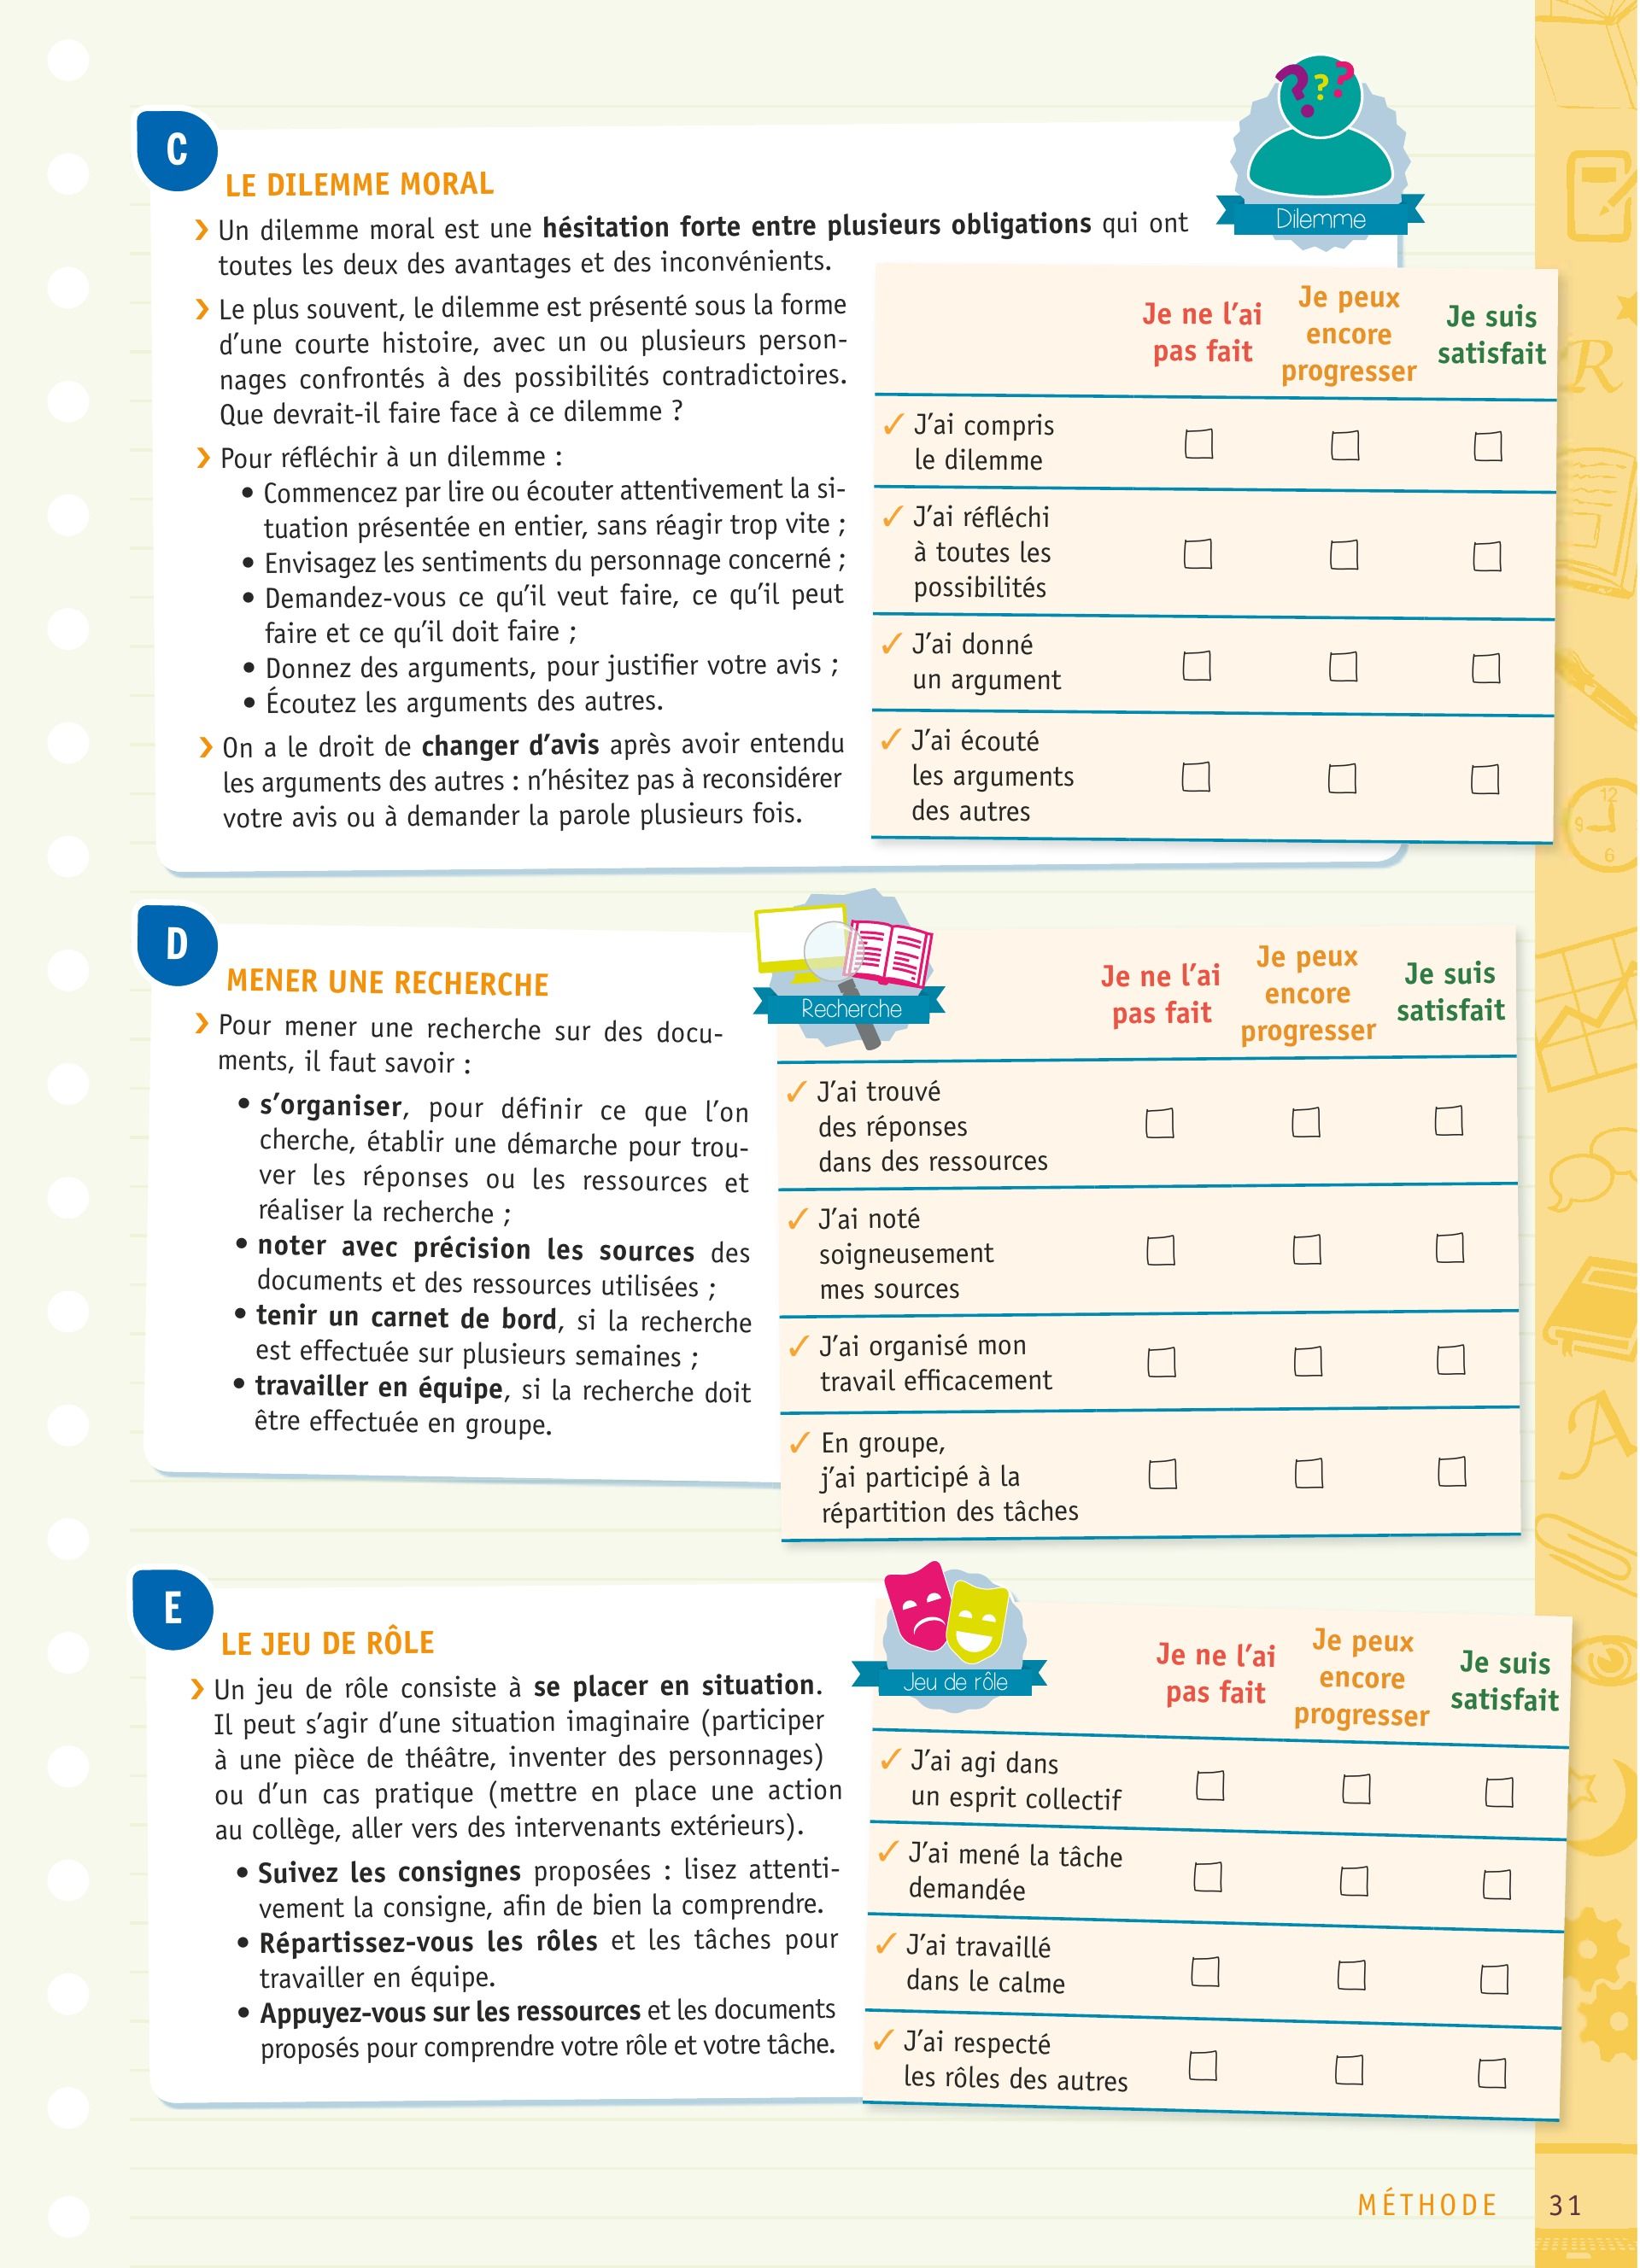 C
LE DILEMME MORAL
? ? ?
Dilemme
› Un dilemme moral est une hésitation forte entre plusieurs obligations qui ont
toutes les deux des avantages et des inconvénients.
› Le plus souvent, le dilemme est présenté sous la forme
d'une courte histoire, avec un ou plusieurs person-
nages confrontés à des possibilités contradictoires.
Que devrait-il faire face à ce dilemme ?
› Pour réfléchir à un dilemme :
• Commencez par lire ou écouter attentivement la si-
tuation présentée en entier, sans réagir trop vite ;
• Envisagez les sentiments du personnage concerné ;
• Demandez-vous ce qu'il veut faire, ce qu'il peut
faire et ce qu'il doit faire ;
• Donnez des arguments, pour justifier votre avis ;
• Écoutez les arguments des autres.
› On a le droit de changer d'avis après avoir entendu
les arguments des autres : n'hésitez pas à reconsidérer
votre avis ou à demander la parole plusieurs fois.
Je ne l'ai
pas fait
Je peux
encore
progresser
Je suis
satisfait
✓ J'ai compris
le dilemme
✓ J'ai réfléchi
à toutes les
possibilités
✓ J'ai donné
un argument
✓ J'ai écouté
les arguments
des autres
D
MENER UNE RECHERCHE
Recherche
› Pour mener une recherche sur des docu-
ments, il faut savoir :
• s'organiser, pour définir ce que l'on
cherche, établir une démarche pour trou-
ver les réponses ou les ressources et
réaliser la recherche ;
• noter avec précision les sources des
documents et des ressources utilisées ;
• tenir un carnet de bord, si la recherche
est effectuée sur plusieurs semaines ;
• travailler en équipe, si la recherche doit
être effectuée en groupe.
Je ne l'ai
pas fait
Je peux
encore
progresser
Je suis
satisfait
✓ J'ai trouvé
des réponses
dans des ressources
✓ J'ai noté
soigneusement
mes sources
✓ J'ai organisé mon
travail efficacement
✓ En groupe,
j'ai participé à la
répartition des tâches
E
LE JEU DE RÔLE
Jeu de rôle
› Un jeu de rôle consiste à se placer en situation.
Il peut s'agir d'une situation imaginaire (participer
à une pièce de théâtre, inventer des personnages)
ou d'un cas pratique (mettre en place une action
au collège, aller vers des intervenants extérieurs).
• Suivez les consignes proposées : lisez attenti-
vement la consigne, afin de bien la comprendre.
• Répartissez-vous les rôles et les tâches pour
travailler en équipe.
• Appuyez-vous sur les ressources et les documents
proposés pour comprendre votre rôle et votre tâche.
Je ne l'ai
pas fait
Je peux
encore
progresser
Je suis
satisfait
✓ J'ai agi dans
un esprit collectif
✓ J'ai mené la tâche
demandée
✓ J'ai travaillé
dans le calme
✓ J'ai respecté
les rôles des autres
R
12
9
6
A
MÉTHODE 31